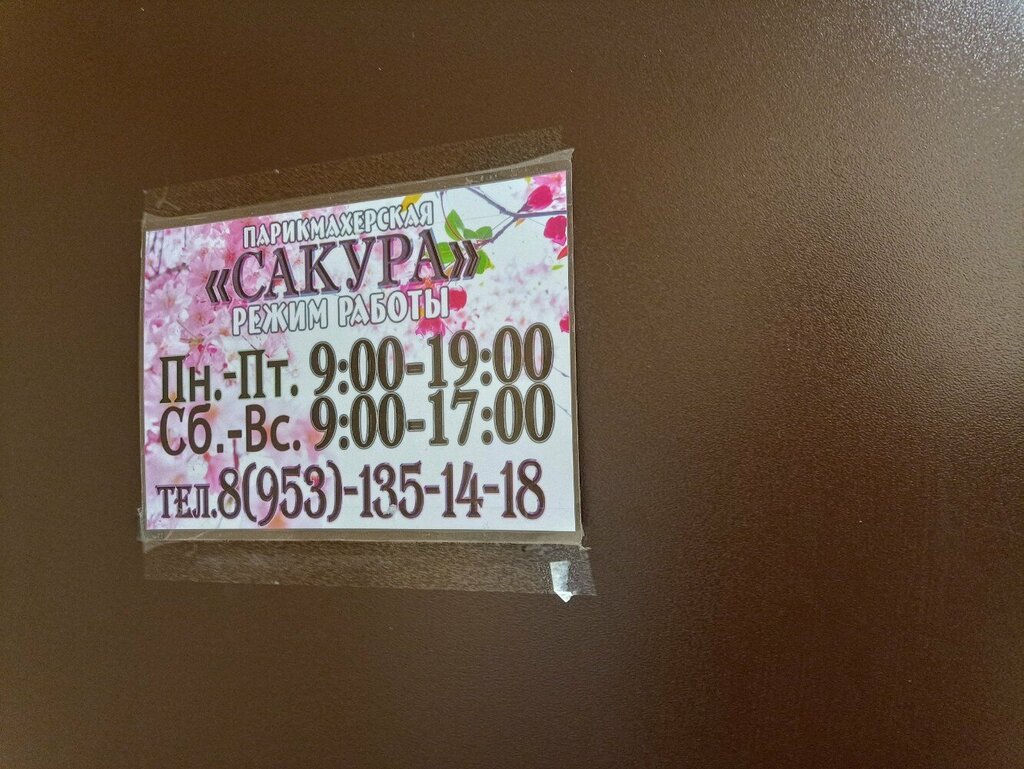 ПАРИКМАХЕРСКАЯ
«САКУРА»
РЕЖИМ РАБОТЫ
Пн.-Пт. 9:00-19:00
Сб.-Вс. 9:00-17:00
ТЕЛ.8(953)-135-14-18